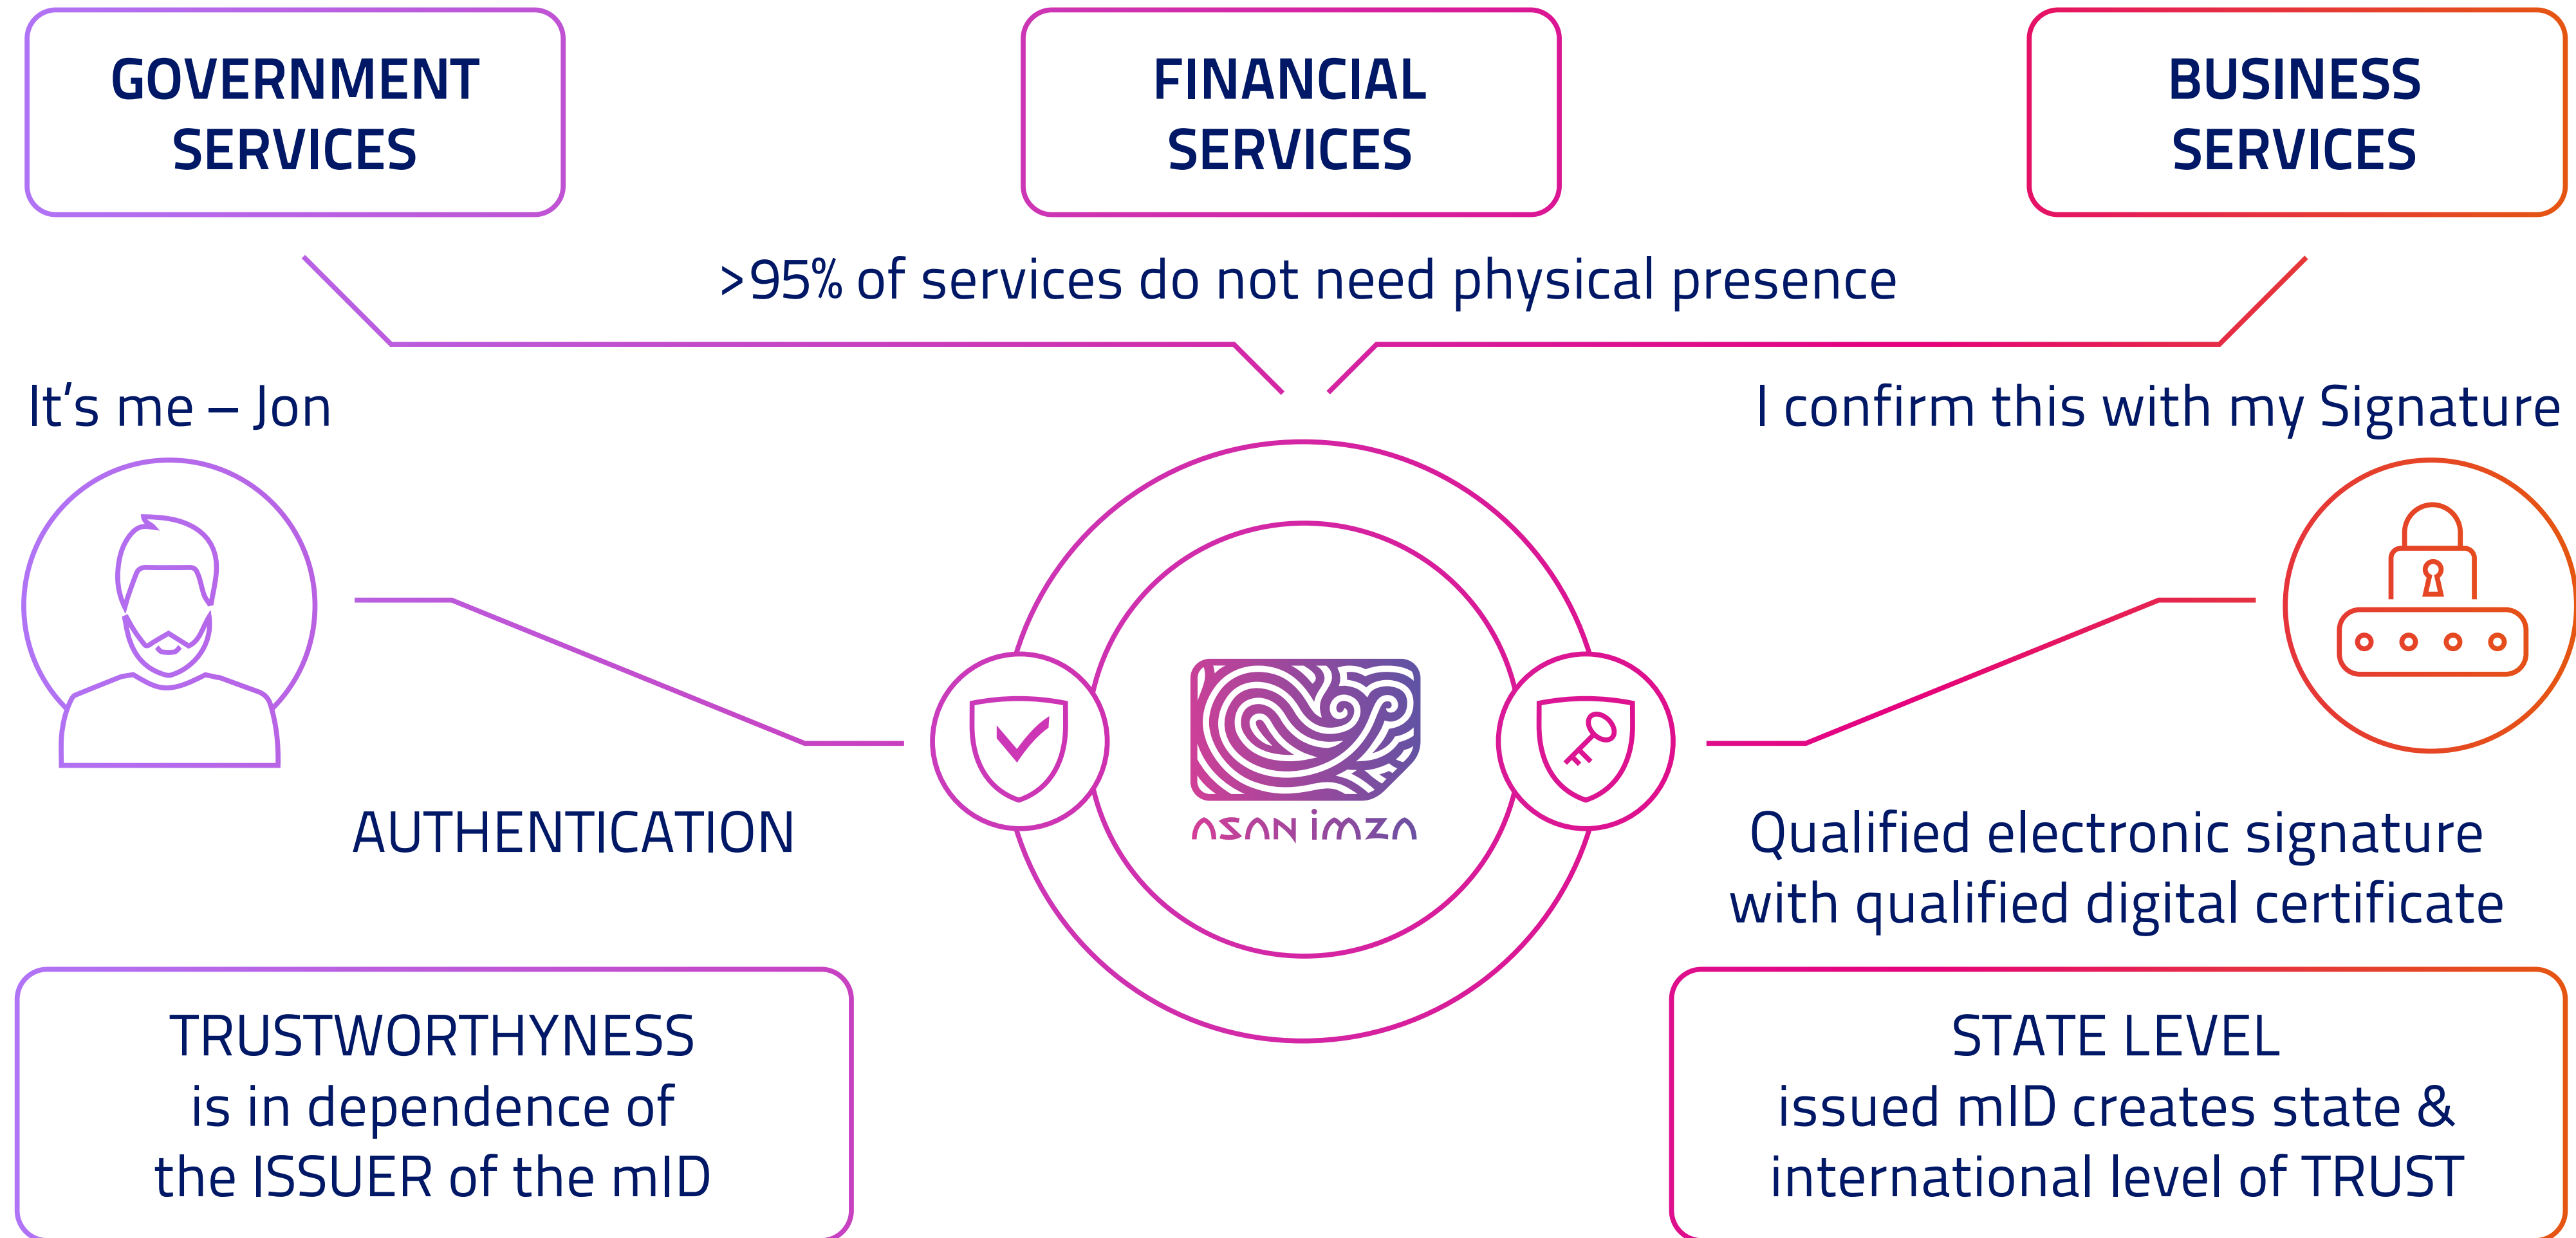 GOVERNMENT
SERVICES
FINANCIAL
SERVICES
BUSINESS
SERVICES
>95% of services do not need physical presence
It's me – Jon
I confirm this with my Signature
ASAN İMZA
AUTHENTICATION
Qualified electronic signature
with qualified digital certificate
TRUSTWORTHYNESS
is in dependence of
the ISSUER of the mID
STATE LEVEL
issued mID creates state &
international level of TRUST